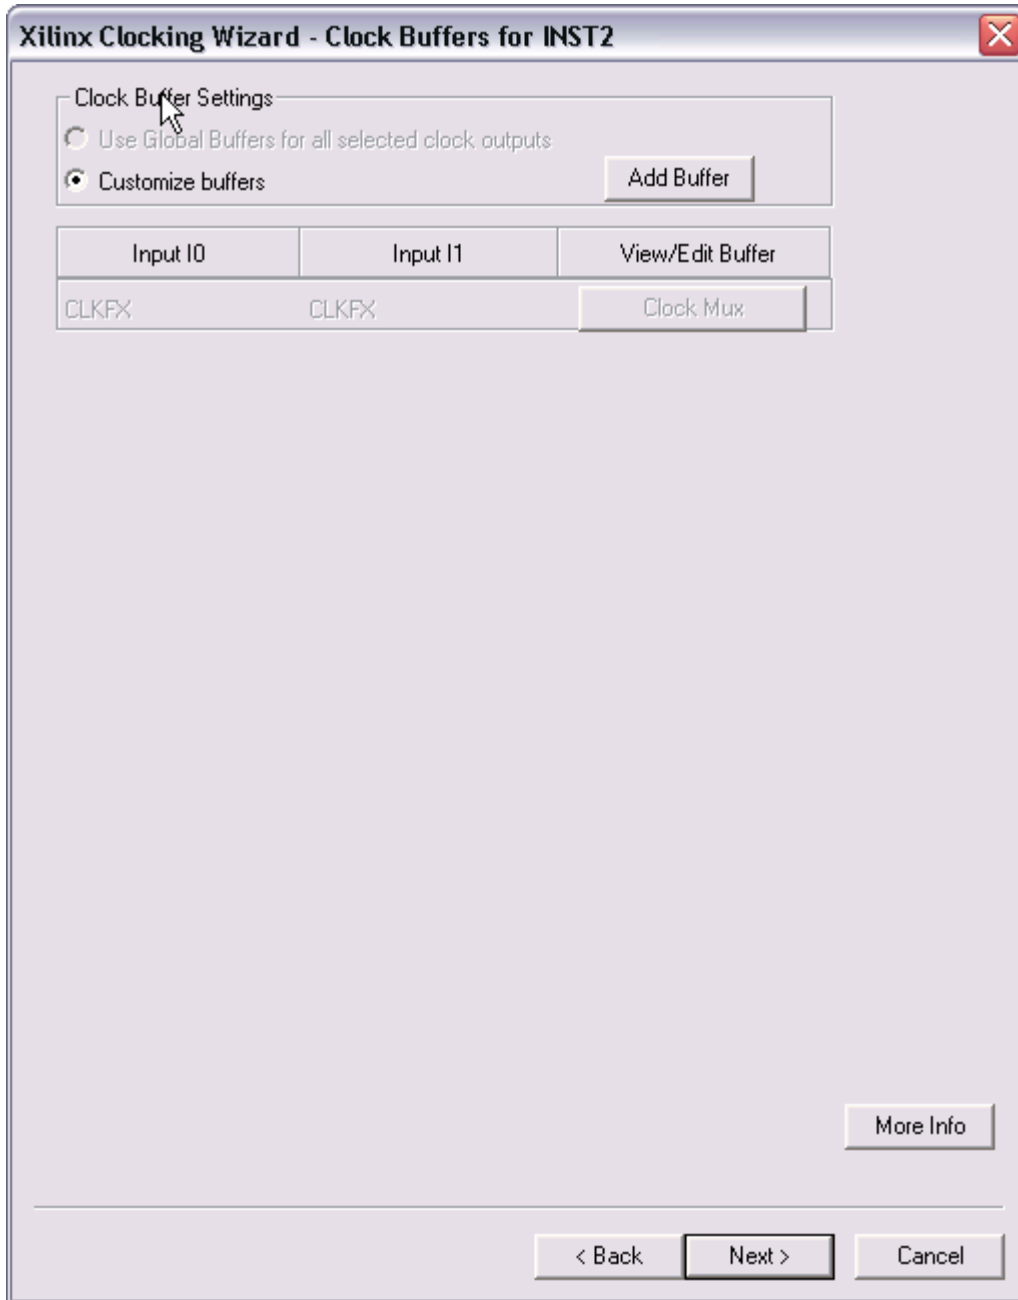 Xilinx Clocking Wizard - Clock Buffers for INST2
Clock Buffer Settings
Use Global Buffers for all selected clock outputs
Customize buffers
Add Buffer
Input I0 Input I1 View/Edit Buffer
CLKFX CLKFX Clock Mux
More Info
< Back Next > Cancel